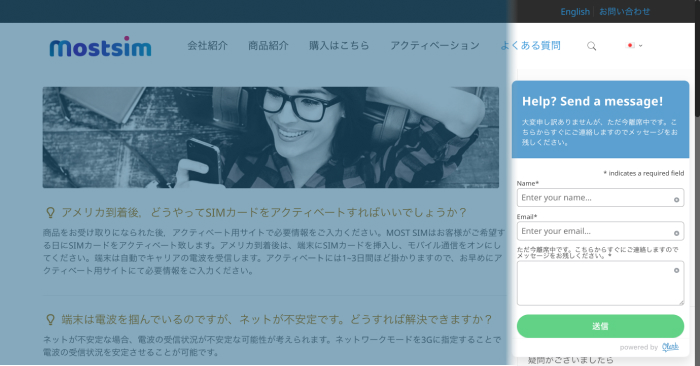 English お問い合わせ
mostsim
会社紹介 商品紹介 購入はこちら アクティベーション よくある質問
Help? Send a message!
大変申し訳ありませんが、ただ今離席中です。こ
ちらからすぐにご連絡しますのでメッセージをお
残しください。
* indicates a required field
Name*
Enter your name...
Email*
Enter your email...
ただ今離席中です。こちらからすぐにご連絡しますので
メッセージをお残しください。*
送信
powered by Olark
アメリカ到着後, どうやってSIMカードをアクティベートすればいいでしょうか？
商品をお受け取りになられた後，アクティベート用サイトで必要情報をご入力ください。MOST SIMはお客様がご希望す
る日にSIMカードをアクティベート致します。アメリカ到着後は、端末にSIMカードを挿入し、モバイル通信をオンにし
てください。端末は自動でキャリアの電波を受信します。アクティベートには1~3日間ほど掛かりますので、お早めにア
クティベート用サイトにて必要情報をご入力ください。
端末は電波を掴んでいるのですが、ネットが不安定です。どうすれば解決できますか？
ネットが不安定な場合、電波の受信状況が不安定な可能性が考えられます。ネットワークモードを3Gに指定することで
電波の受信状況を安定させることが可能です。
疑問がございましたら